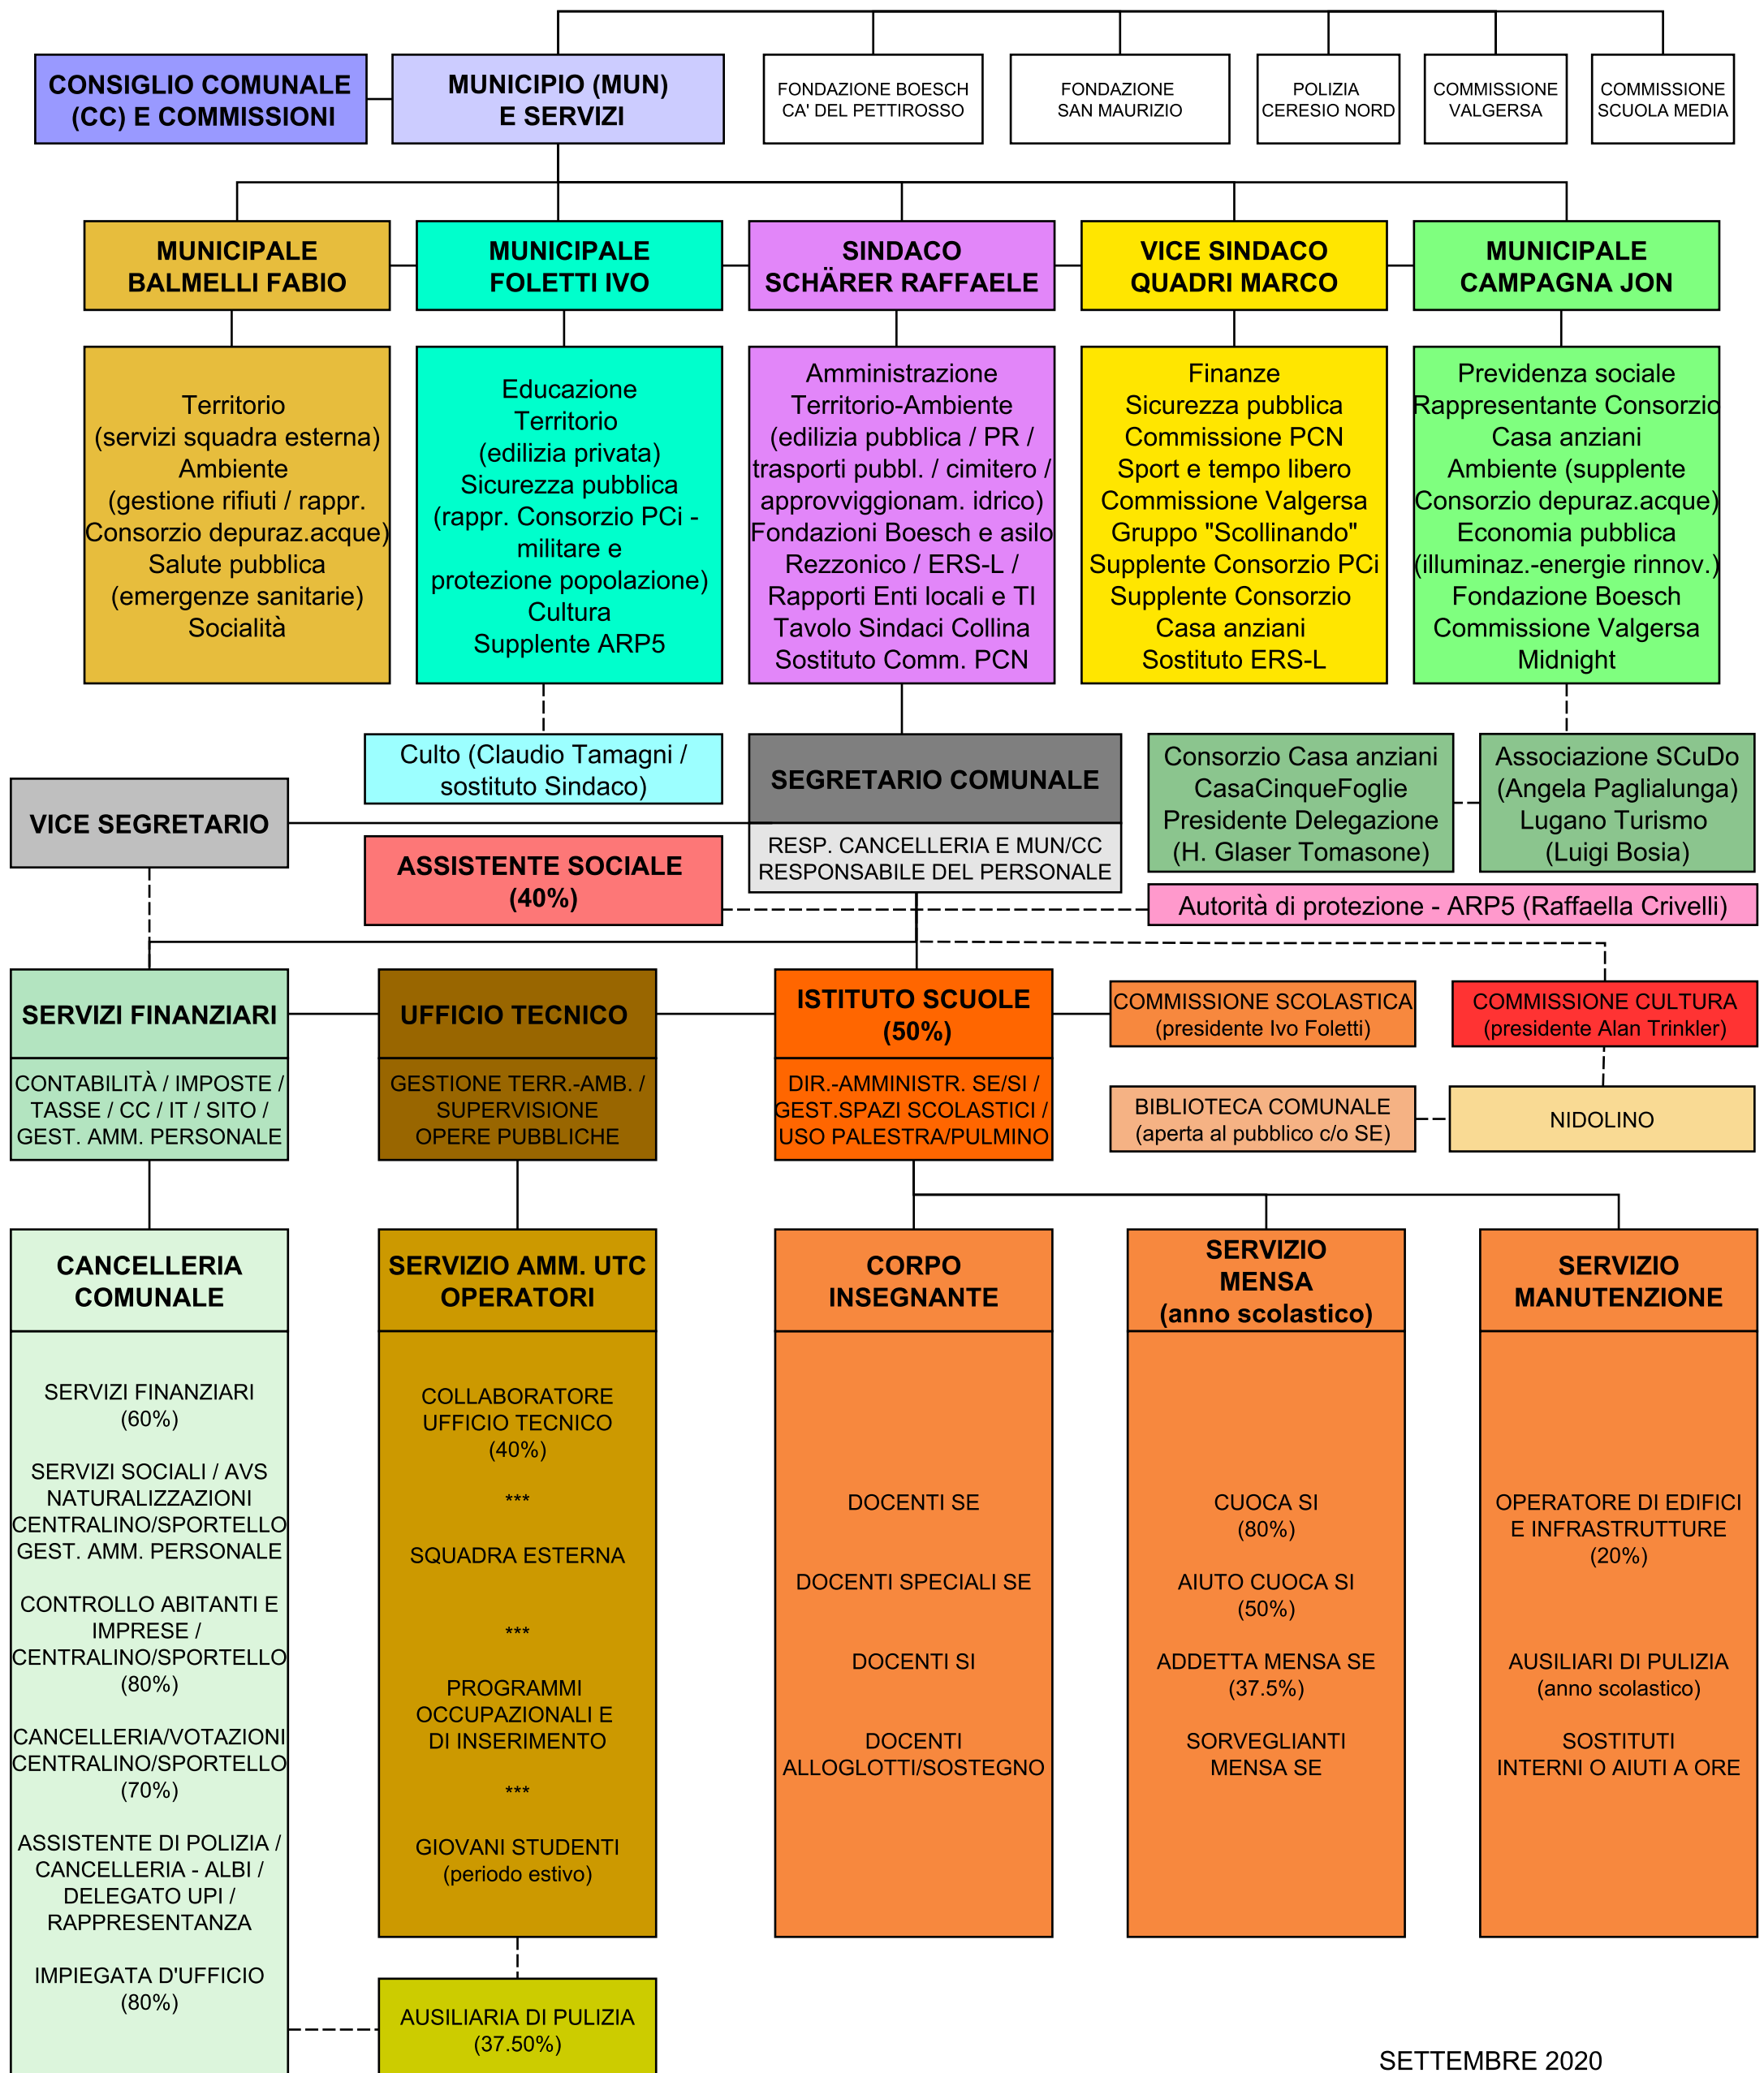 CONSIGLIO COMUNALE
(CC) E COMMISSIONI
MUNICIPIO (MUN)
E SERVIZI
FONDAZIONE BOESCH
CA' DEL PETTIROSSO
FONDAZIONE
SAN MAURIZIO
POLIZIA
CERESIO NORD
COMMISSIONE
VALGERSA
COMMISSIONE
SCUOLA MEDIA
MUNICIPALE
BALMELLI FABIO
MUNICIPALE
FOLETTI IVO
SINDACO
SCHÄRER RAFFAELE
VICE SINDACO
QUADRI MARCO
MUNICIPALE
CAMPAGNA JON
Territorio
(servizi squadra esterna)
Ambiente
(gestione rifiuti / rappr.
Consorzio depuraz.acque)
Salute pubblica
(emergenze sanitarie)
Socialità
Educazione
Territorio
(edilizia privata)
Sicurezza pubblica
(rappr. Consorzio PCi -
militare e
protezione popolazione)
Cultura
Supplente ARP5
Amministrazione
Territorio-Ambiente
(edilizia pubblica / PR /
trasporti pubbl. / cimitero /
approvviggionam. idrico)
Fondazioni Boesch e asilo
Rezzonico / ERS-L /
Rapporti Enti locali e TI
Tavolo Sindaci Collina
Sostituto Comm. PCN
Finanze
Sicurezza pubblica
Commissione PCN
Sport e tempo libero
Commissione Valgersa
Gruppo "Scollinando"
Supplente Consorzio PCi
Supplente Consorzio
Casa anziani
Sostituto ERS-L
Previdenza sociale
Rappresentante Consorzio
Casa anziani
Ambiente (supplente
Consorzio depuraz.acque)
Economia pubblica
(illuminaz.-energie rinnov.)
Fondazione Boesch
Commissione Valgersa
Midnight
Culto (Claudio Tamagni /
sostituto Sindaco)
SEGRETARIO COMUNALE
RESP. CANCELLERIA E MUN/CC
RESPONSABILE DEL PERSONALE
Consorzio Casa anziani
CasaCinqueFoglie
Presidente Delegazione
(H. Glaser Tomasone)
Associazione SCuDo
(Angela Paglialunga)
Lugano Turismo
(Luigi Bosia)
VICE SEGRETARIO
ASSISTENTE SOCIALE
(40%)
Autorità di protezione - ARP5 (Raffaella Crivelli)
SERVIZI FINANZIARI
CONTABILITÀ / IMPOSTE /
TASSE / CC / IT / SITO /
GEST. AMM. PERSONALE
UFFICIO TECNICO
GESTIONE TERR.-AMB. /
SUPERVISIONE
OPERE PUBBLICHE
ISTITUTO SCUOLE
(50%)
DIR.-AMMINISTR. SE/SI /
GEST.SPAZI SCOLASTICI /
USO PALESTRA/PULMINO
COMMISSIONE SCOLASTICA
(presidente Ivo Foletti)
COMMISSIONE CULTURA
(presidente Alan Trinkler)
BIBLIOTECA COMUNALE
(aperta al pubblico c/o SE)
NIDOLINO
CANCELLERIA
COMUNALE
SERVIZI FINANZIARI
(60%)
SERVIZI SOCIALI / AVS
NATURALIZZAZIONI
CENTRALINO/SPORTELLO
GEST. AMM. PERSONALE
CONTROLLO ABITANTI E
IMPRESE /
CENTRALINO/SPORTELLO
(80%)
CANCELLERIA/VOTAZIONI
CENTRALINO/SPORTELLO
(70%)
ASSISTENTE DI POLIZIA /
CANCELLERIA - ALBI /
DELEGATO UPI /
RAPPRESENTANZA
IMPIEGATA D'UFFICIO
(80%)
SERVIZIO AMM. UTC
OPERATORI
COLLABORATORE
UFFICIO TECNICO
(40%)
***
SQUADRA ESTERNA
***
PROGRAMMI
OCCUPAZIONALI E
DI INSERIMENTO
***
GIOVANI STUDENTI
(periodo estivo)
AUSILIARIA DI PULIZIA
(37.50%)
CORPO
INSEGNANTE
DOCENTI SE
DOCENTI SPECIALI SE
DOCENTI SI
DOCENTI
ALLOGLOTTI/SOSTEGNO
SERVIZIO
MENSA
(anno scolastico)
CUOCA SI
(80%)
AIUTO CUOCA SI
(50%)
ADDETTA MENSA SE
(37.5%)
SORVEGLIANTI
MENSA SE
SERVIZIO
MANUTENZIONE
OPERATORE DI EDIFICI
E INFRASTRUTTURE
(20%)
AUSILIARI DI PULIZIA
(anno scolastico)
SOSTITUTI
INTERNI O AIUTI A ORE
SETTEMBRE 2020